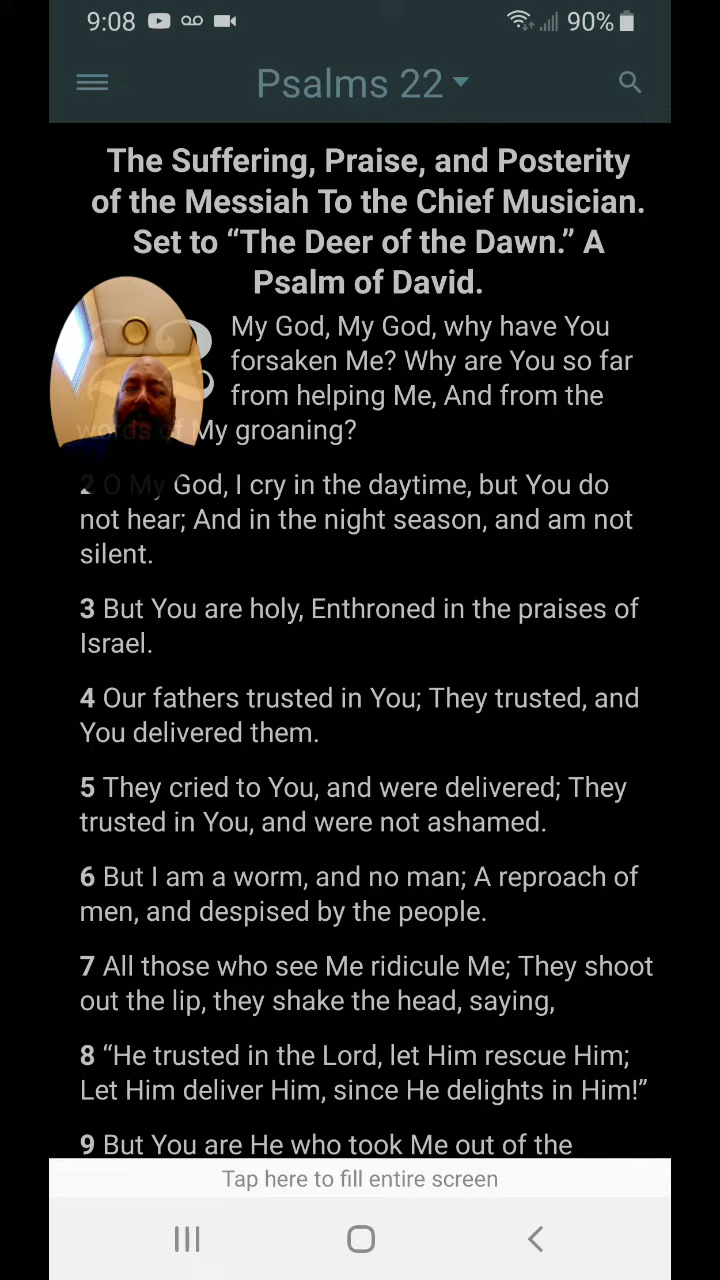 9:08 90%
Psalms 22
The Suffering, Praise, and Posterity
of the Messiah To the Chief Musician.
Set to “The Deer of the Dawn.” A
Psalm of David.
My God, My God, why have You
forsaken Me? Why are You so far
from helping Me, And from the
words of My groaning?
2 O My God, I cry in the daytime, but You do
not hear; And in the night season, and am not
silent.
3 But You are holy, Enthroned in the praises of
Israel.
4 Our fathers trusted in You; They trusted, and
You delivered them.
5 They cried to You, and were delivered; They
trusted in You, and were not ashamed.
6 But I am a worm, and no man; A reproach of
men, and despised by the people.
7 All those who see Me ridicule Me; They shoot
out the lip, they shake the head, saying,
8 “He trusted in the Lord, let Him rescue Him;
Let Him deliver Him, since He delights in Him!”
9 But You are He who took Me out of the
Tap here to fill entire screen